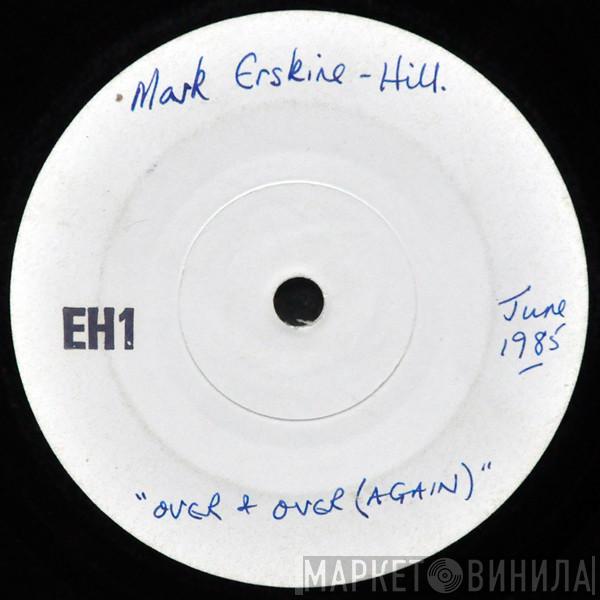 Mark Erskine-Hill.
EH1
June
1985
"OVER & OVER (AGAIN)"
МАРКЕТ ВИНИЛА